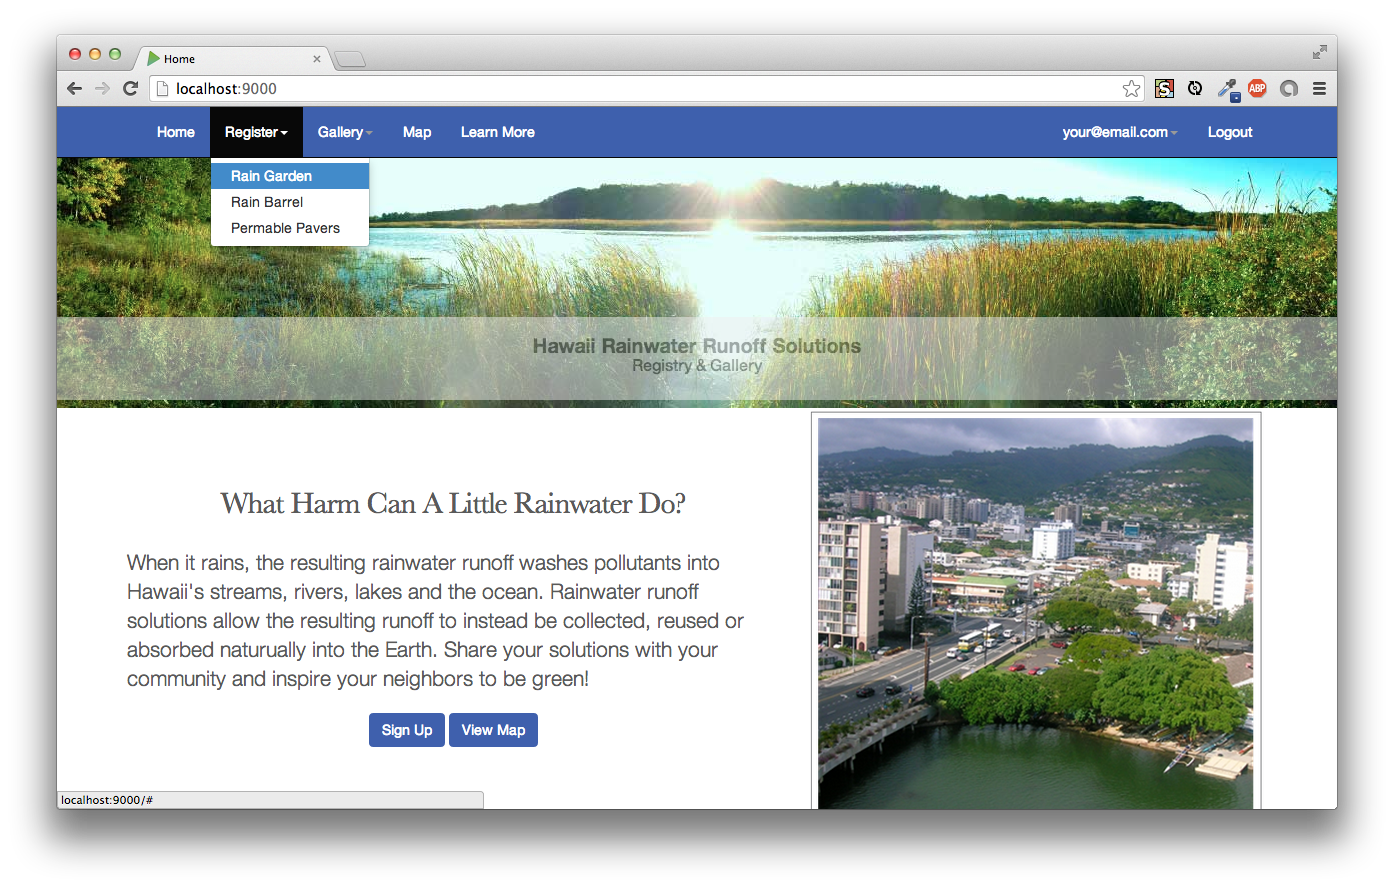 Home
localhost:9000
Home
Register
Gallery
Map
Learn More
your@email.com
Logout
Rain Garden
Rain Barrel
Permable Pavers
Hawaii Rainwater Runoff Solutions
Registry & Gallery
What Harm Can A Little Rainwater Do?
When it rains, the resulting rainwater runoff washes pollutants into
Hawaii's streams, rivers, lakes and the ocean. Rainwater runoff
solutions allow the resulting runoff to instead be collected, reused or
absorbed naturually into the Earth. Share your solutions with your
community and inspire your neighbors to be green!
Sign Up
View Map
localhost:9000/#
ABP
S